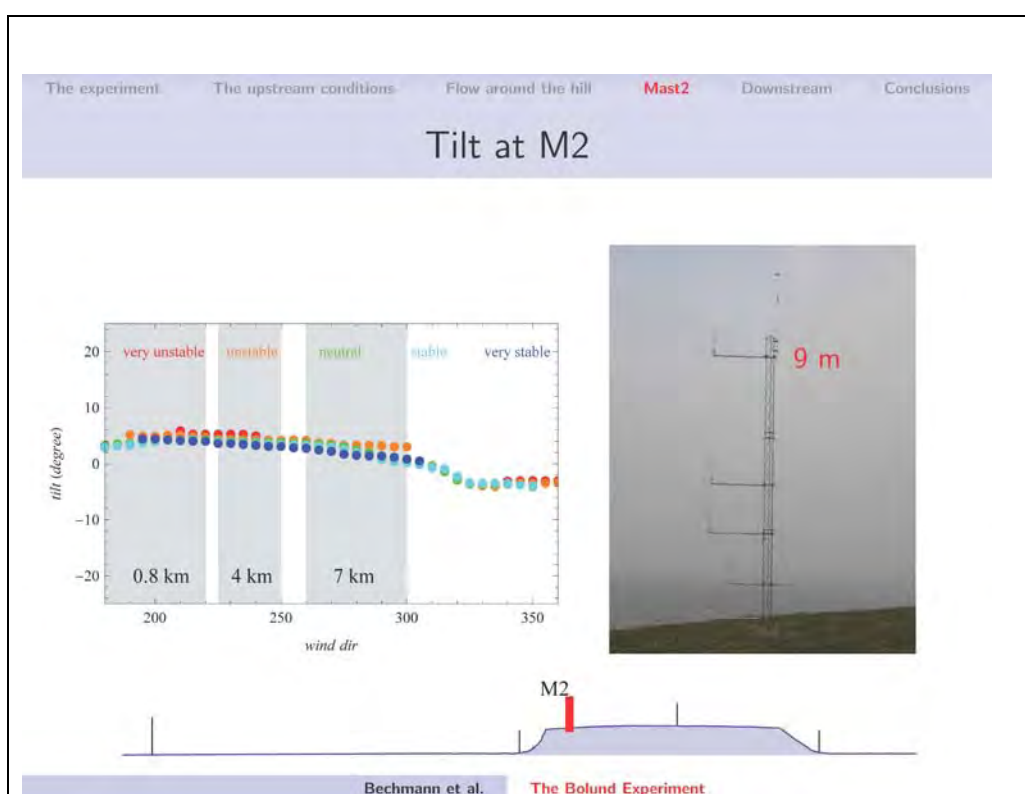 The experiment The upstream conditions Flow around the hill Mast2 Downstream Conclusions
Tilt at M2
very unstable unstable neutral stable very stable
20
10
0
−10
−20
tilt (degree)
0.8 km 4 km 7 km
200 250 300 350
wind dir
9 m
M2
Bechmann et al. The Bolund Experiment